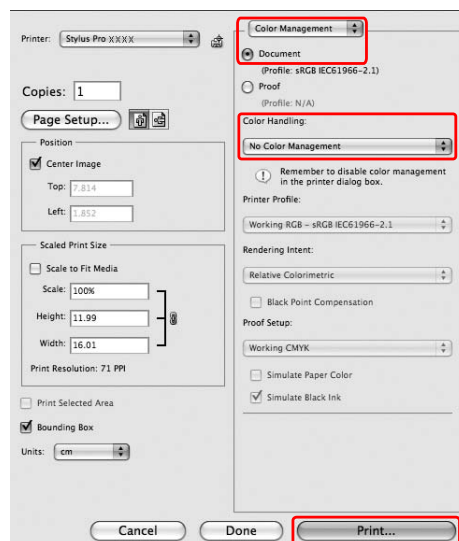 Printer: Stylus Pro XXXX
Copies: 1
Page Setup...
Position
Center Image
Top: 7.814
Left: 1.852
Scaled Print Size
Scale to Fit Media
Scale: 100%
Height: 11.99
Width: 16.01
Print Resolution: 71 PPI
Print Selected Area
Bounding Box
Units: cm
Color Management
Document
(Profile: sRGB IEC61966-2.1)
Proof
(Profile: N/A)
Color Handling:
No Color Management
Remember to disable color management
in the printer dialog box.
Printer Profile:
Working RGB - sRGB IEC61966-2.1
Rendering Intent:
Relative Colorimetric
Black Point Compensation
Proof Setup:
Working CMYK
Simulate Paper Color
Simulate Black Ink
Cancel
Done
Print...